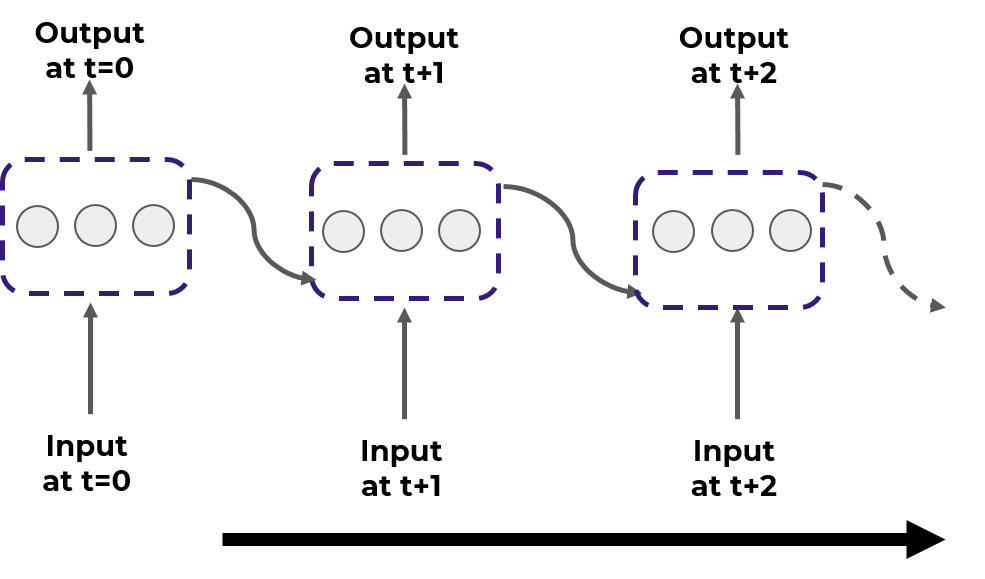 Output
at t=0
Output
at t+1
Output
at t+2
Input
at t=0
Input
at t+1
Input
at t+2